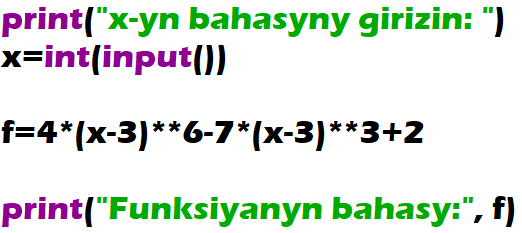 print("x-yn bahasyny girizin: ")
x=int(input())
f=4*(x-3)**6-7*(x-3)**3+2
print("Funksiyanyn bahasy:", f)